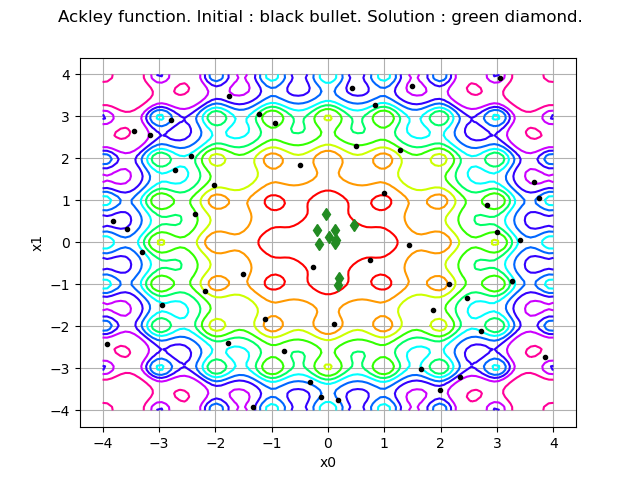 Ackley function. Initial : black bullet. Solution : green diamond.
4
3
2
1
0
−1
−2
−3
−4
x1
−4 −3 −2 −1 0 1 2 3 4
x0